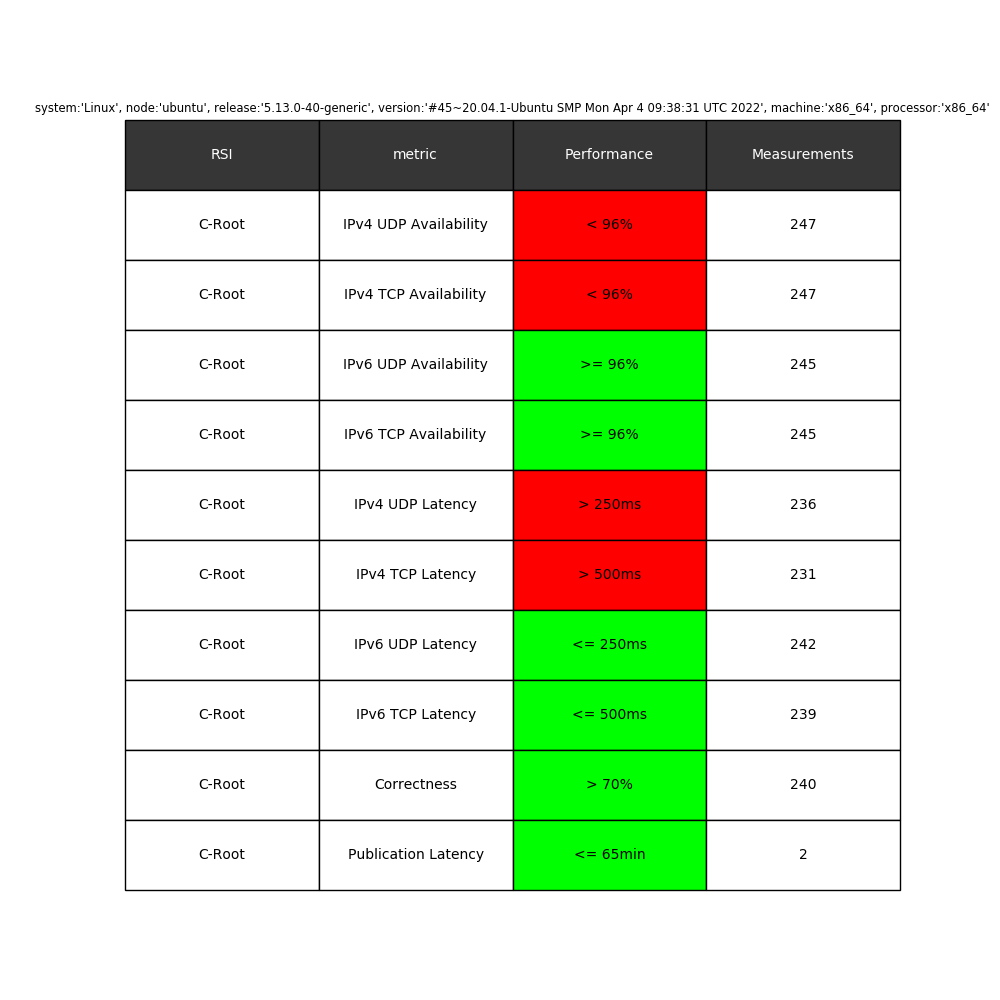 system:'Linux', node:'ubuntu', release:'5.13.0-40-generic', version:'#45~20.04.1-Ubuntu SMP Mon Apr 4 09:38:31 UTC 2022', machine:'x86_64', processor:'x86_64'
RSI metric Performance Measurements
C-Root IPv4 UDP Availability < 96% 247
C-Root IPv4 TCP Availability < 96% 247
C-Root IPv6 UDP Availability >= 96% 245
C-Root IPv6 TCP Availability >= 96% 245
C-Root IPv4 UDP Latency > 250ms 236
C-Root IPv4 TCP Latency > 500ms 231
C-Root IPv6 UDP Latency <= 250ms 242
C-Root IPv6 TCP Latency <= 500ms 239
C-Root Correctness > 70% 240
C-Root Publication Latency <= 65min 2